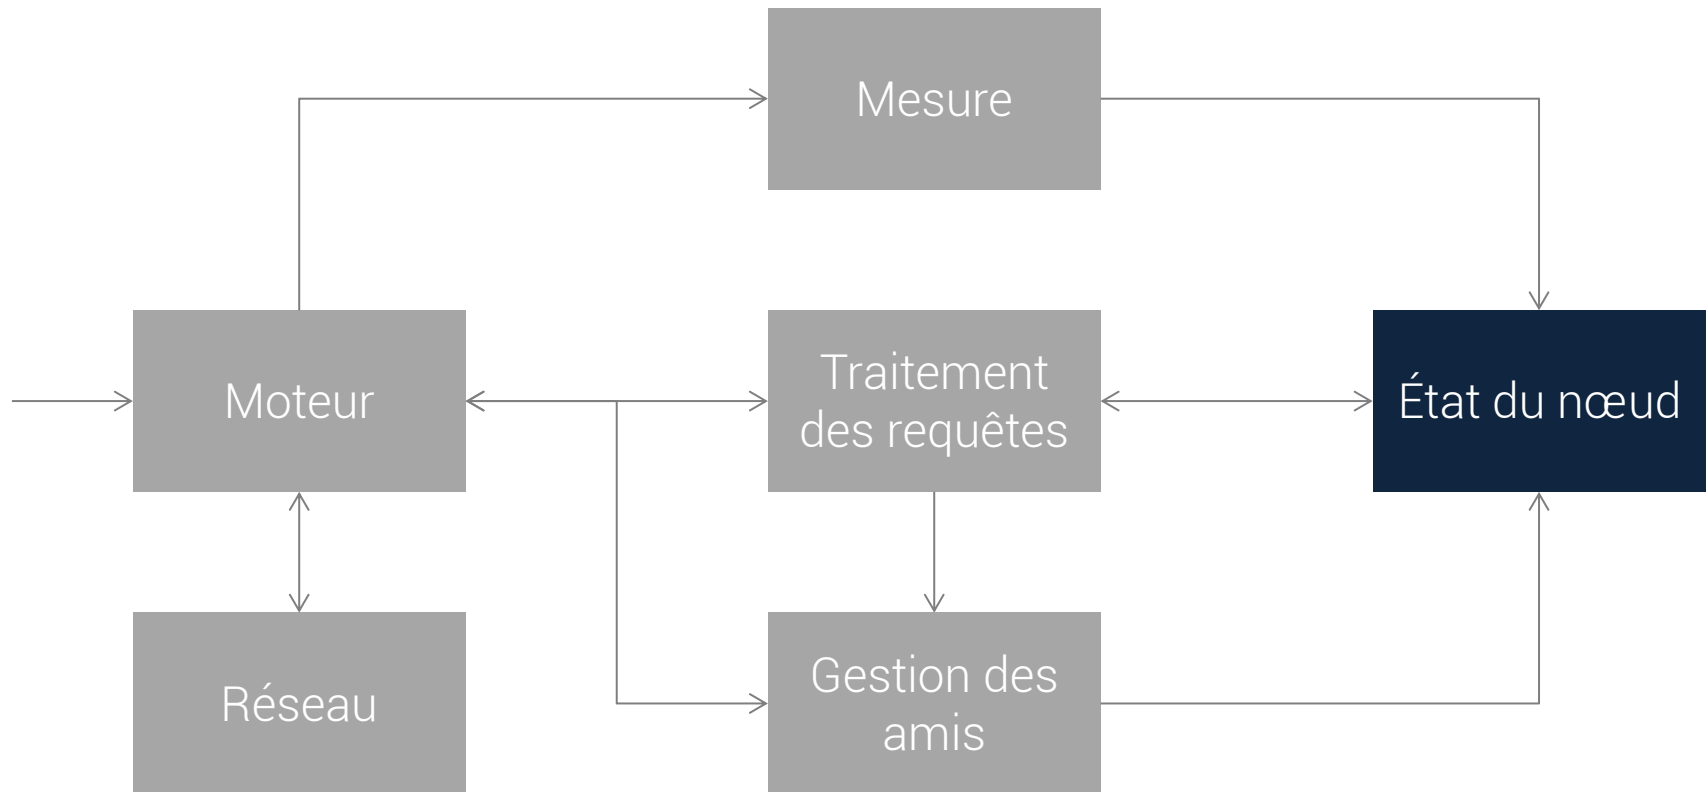 Mesure
Moteur
Traitement
des requêtes
État du nœud
Réseau
Gestion des
amis